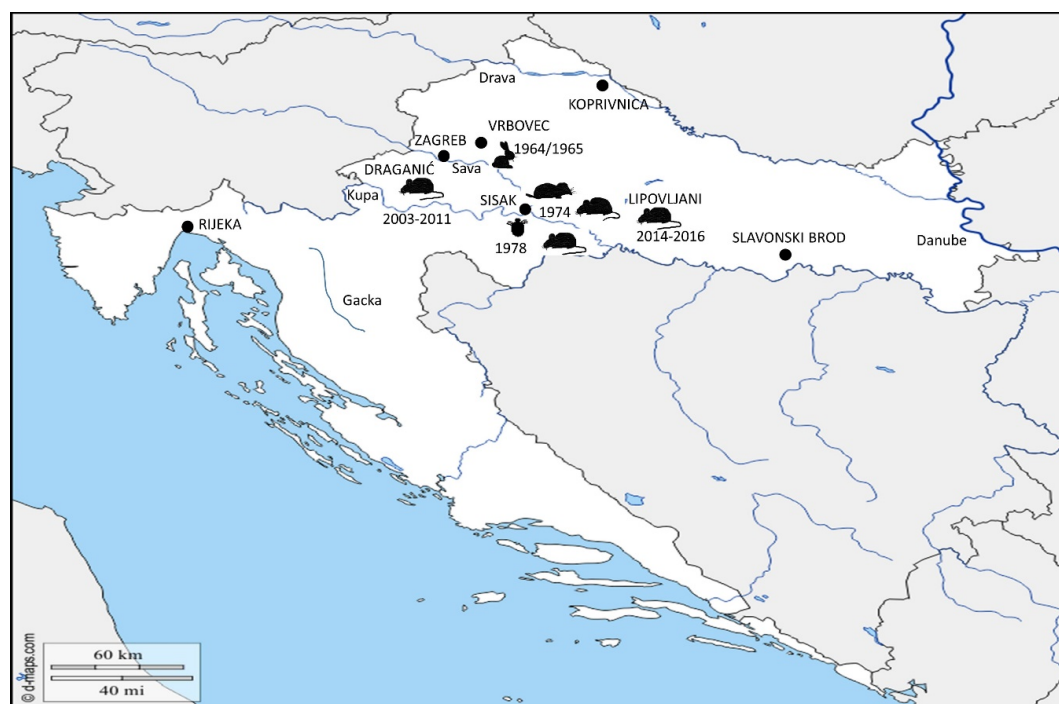 Drava
KOPRIVNICA
VRBOVEC
ZAGREB
1964/1965
DRAGANIĆ
Sava
Kupa
SISAK
LIPOVLJANI
2003-2011
1974
RIJEKA
2014-2016
SLAVONSKI BROD
Danube
1978
Gacka
60 km
40 mi
© d-maps.com